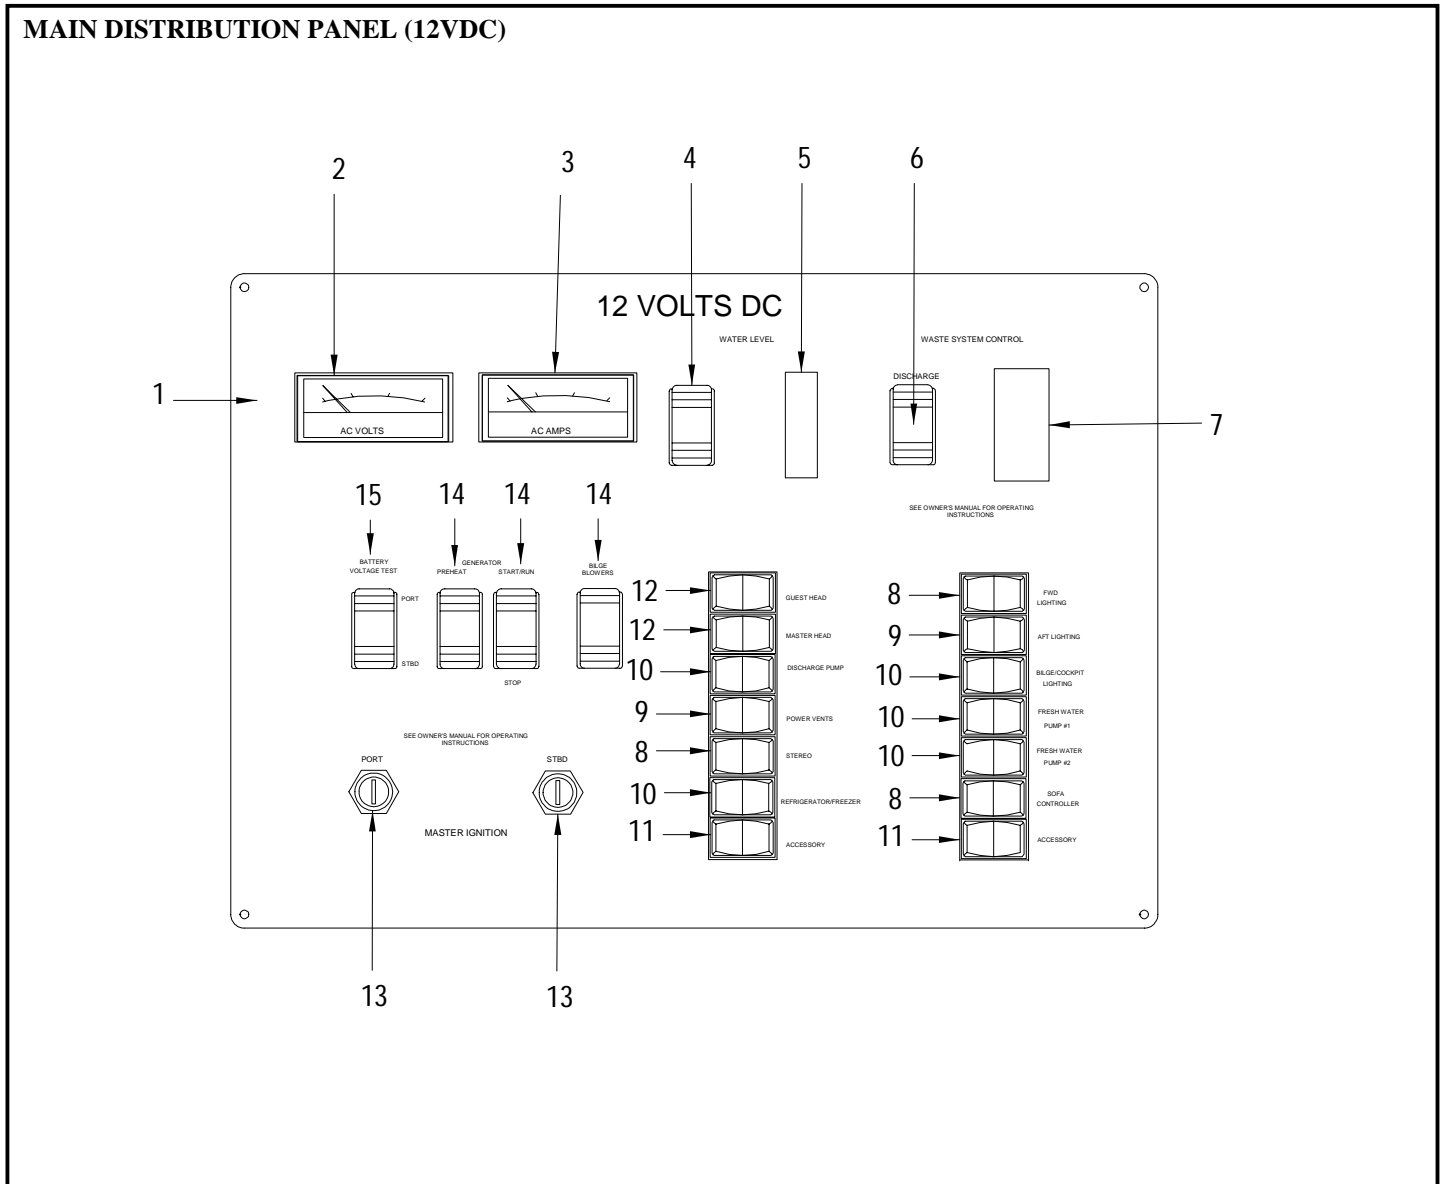 MAIN DISTRIBUTION PANEL (12VDC)
2
3
4
5
6
12 VOLTS DC
WATER LEVEL
WASTE SYSTEM CONTROL
DISCHARGE
1
AC VOLTS
AC AMPS
7
15
14
14
14
SEE OWNER'S MANUAL FOR OPERATING
INSTRUCTIONS
BATTERY
VOLTAGE TEST
GENERATOR
PREHEAT
START/RUN
BILGE
BLOWERS
PORT
STBD
STOP
12
GUEST HEAD
12
MASTER HEAD
10
DISCHARGE PUMP
9
POWER VENTS
8
STEREO
10
REFRIGERATOR/FREEZER
11
ACCESSORY
8
FWD
LIGHTING
9
AFT LIGHTING
10
BILGE/COCKPIT
LIGHTING
10
FRESH WATER
PUMP #1
10
FRESH WATER
PUMP #2
8
SOFA
CONTROLLER
11
ACCESSORY
SEE OWNER'S MANUAL FOR OPERATING
INSTRUCTIONS
PORT
STBD
MASTER IGNITION
13
13